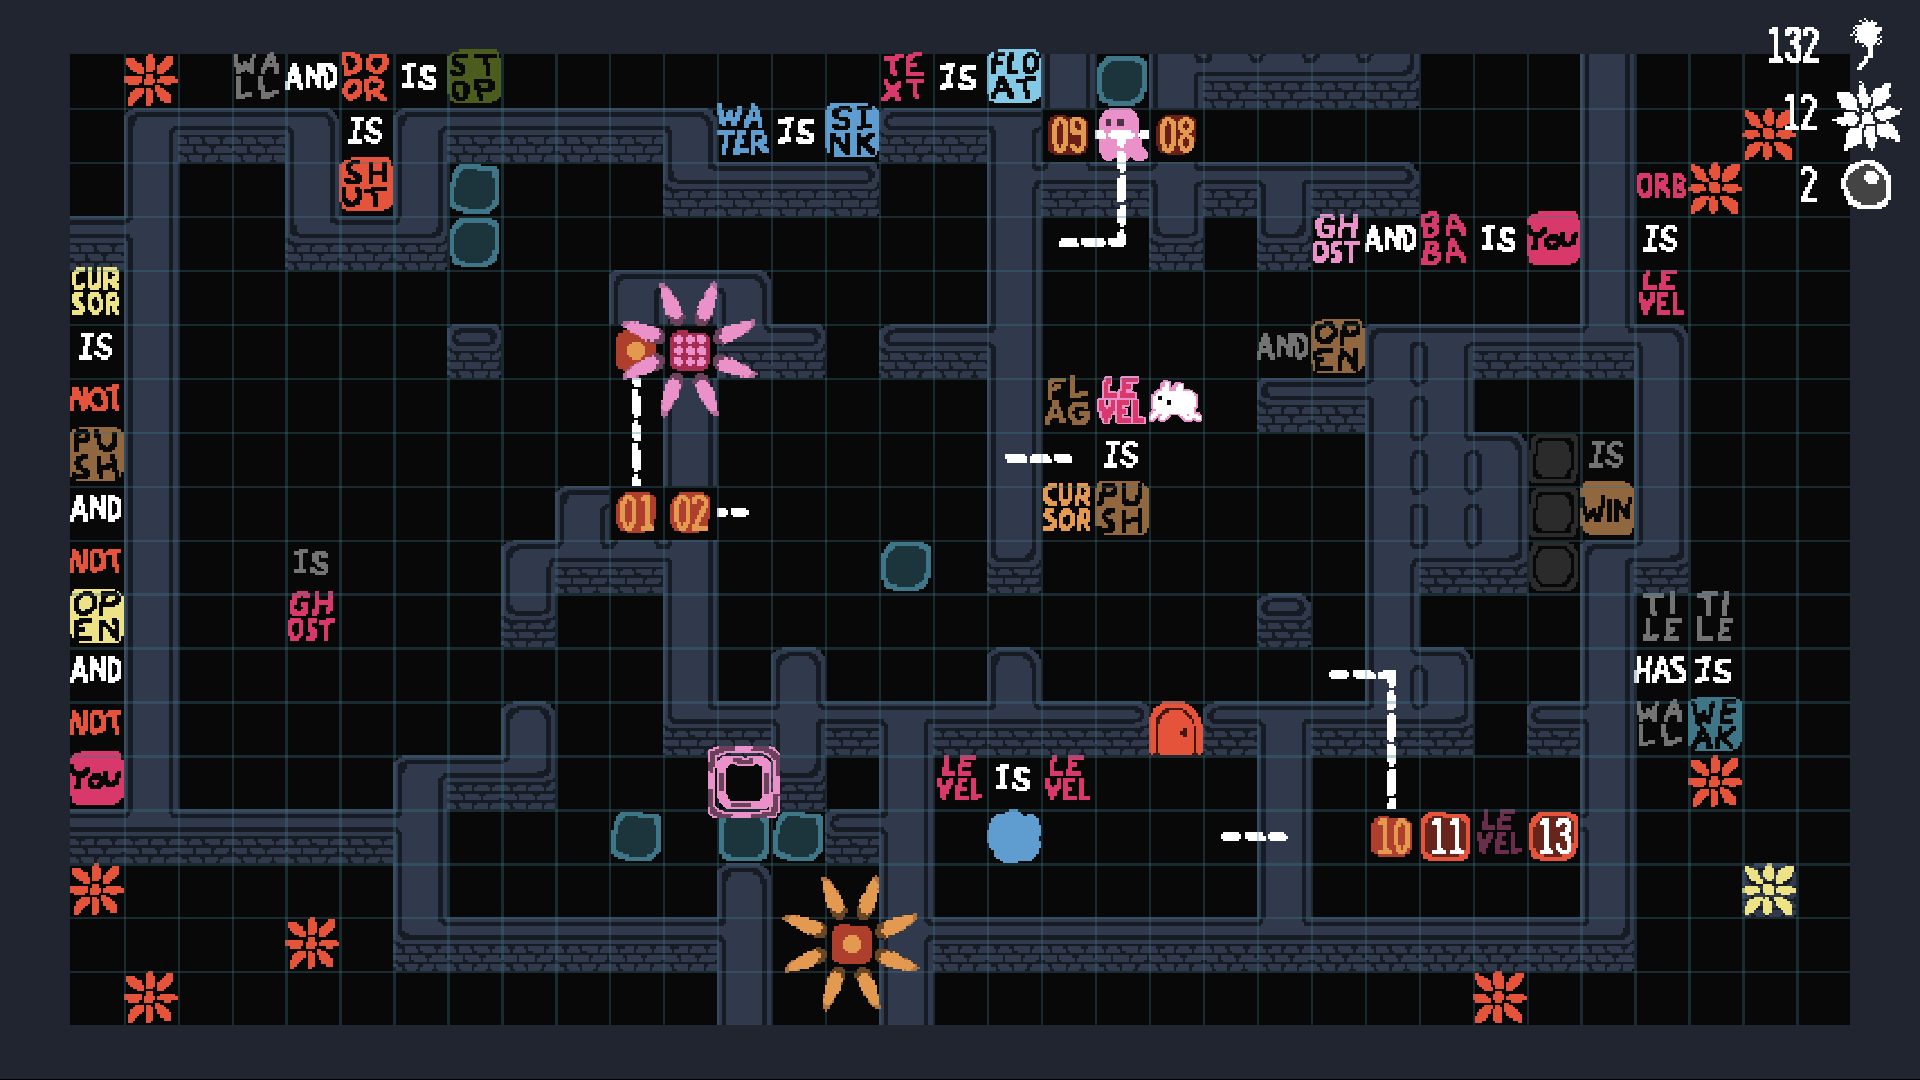 132
WALL AND DOOR IS STOP
TEXT IS FLOAT
12
IS
WATER IS SINK
09 08
SHUT
ORB
2
GHOST AND BABA IS YOU
IS
CURSOR
LEVEL
IS
AND OPEN
NOT
FLAG LEVEL
PUSH
IS
IS
AND
01 02
CURSOR PUSH
WIN
NOT
IS
OPEN
GHOST
TILE TILE
AND
HAS IS
NOT
WALL WEAK
YOU
LEVEL IS LEVEL
10 11 LEVEL 13